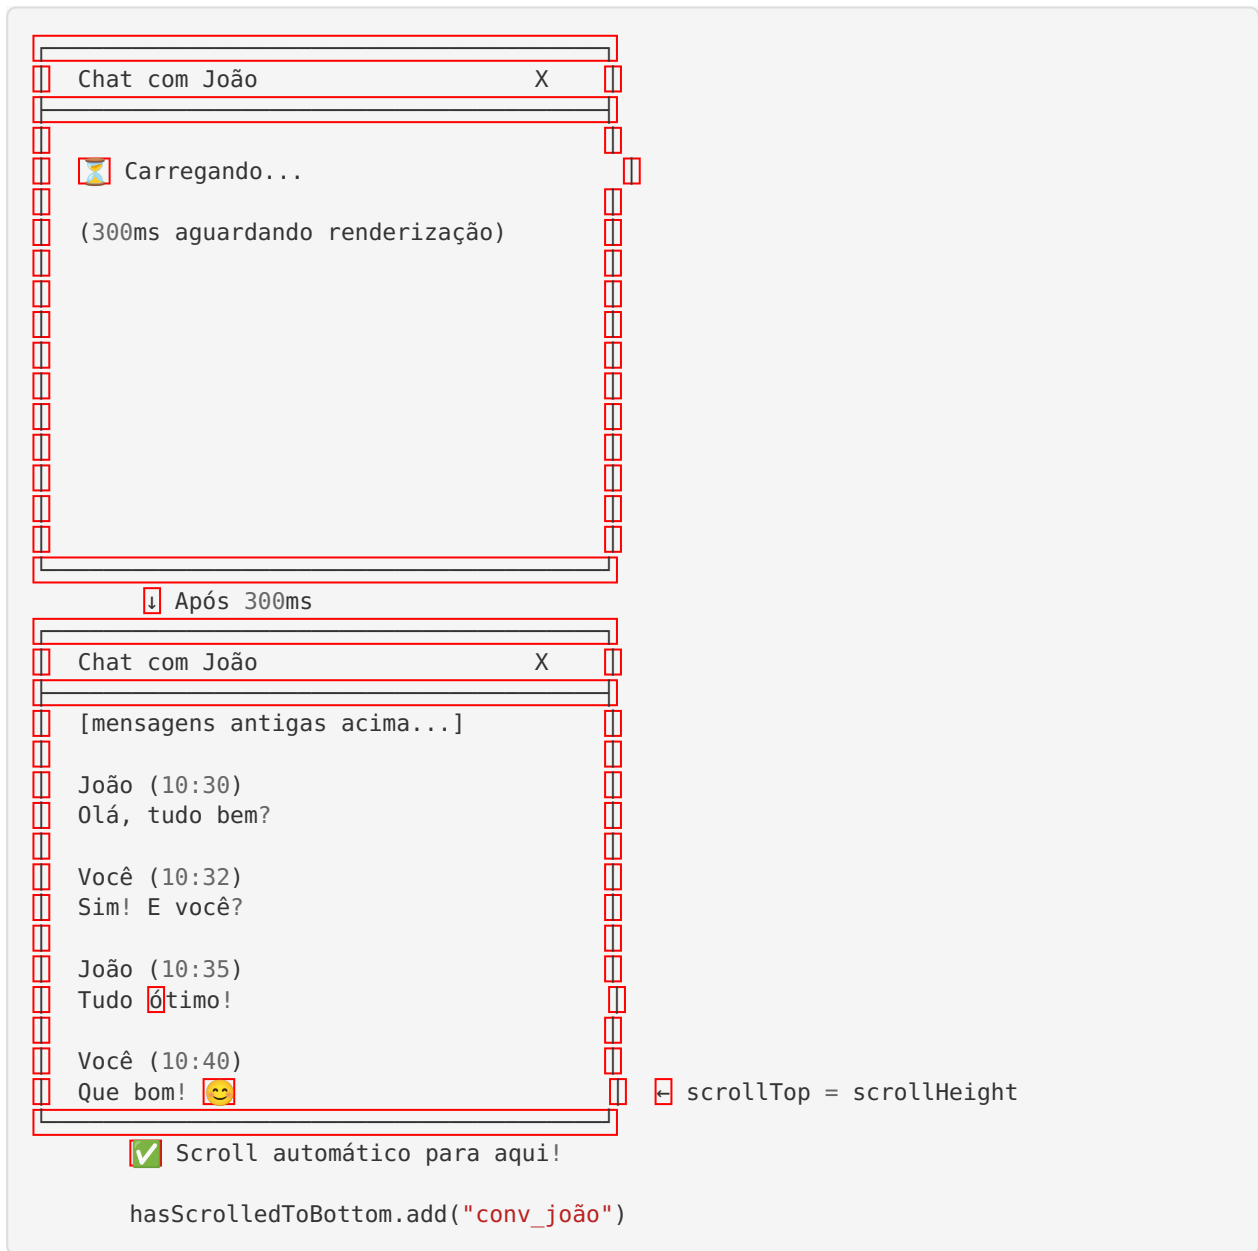 Chat com João X
⏳ Carregando...
(300ms aguardando renderização)
↓ Após 300ms
Chat com João X
[mensagens antigas acima...]
João (10:30)
Olá, tudo bem?
Você (10:32)
Sim! E você?
João (10:35)
Tudo ótimo!
Você (10:40)
Que bom! 😊 ← scrollTop = scrollHeight
✅ Scroll automático para aqui!
hasScrolledToBottom.add("conv_joão")